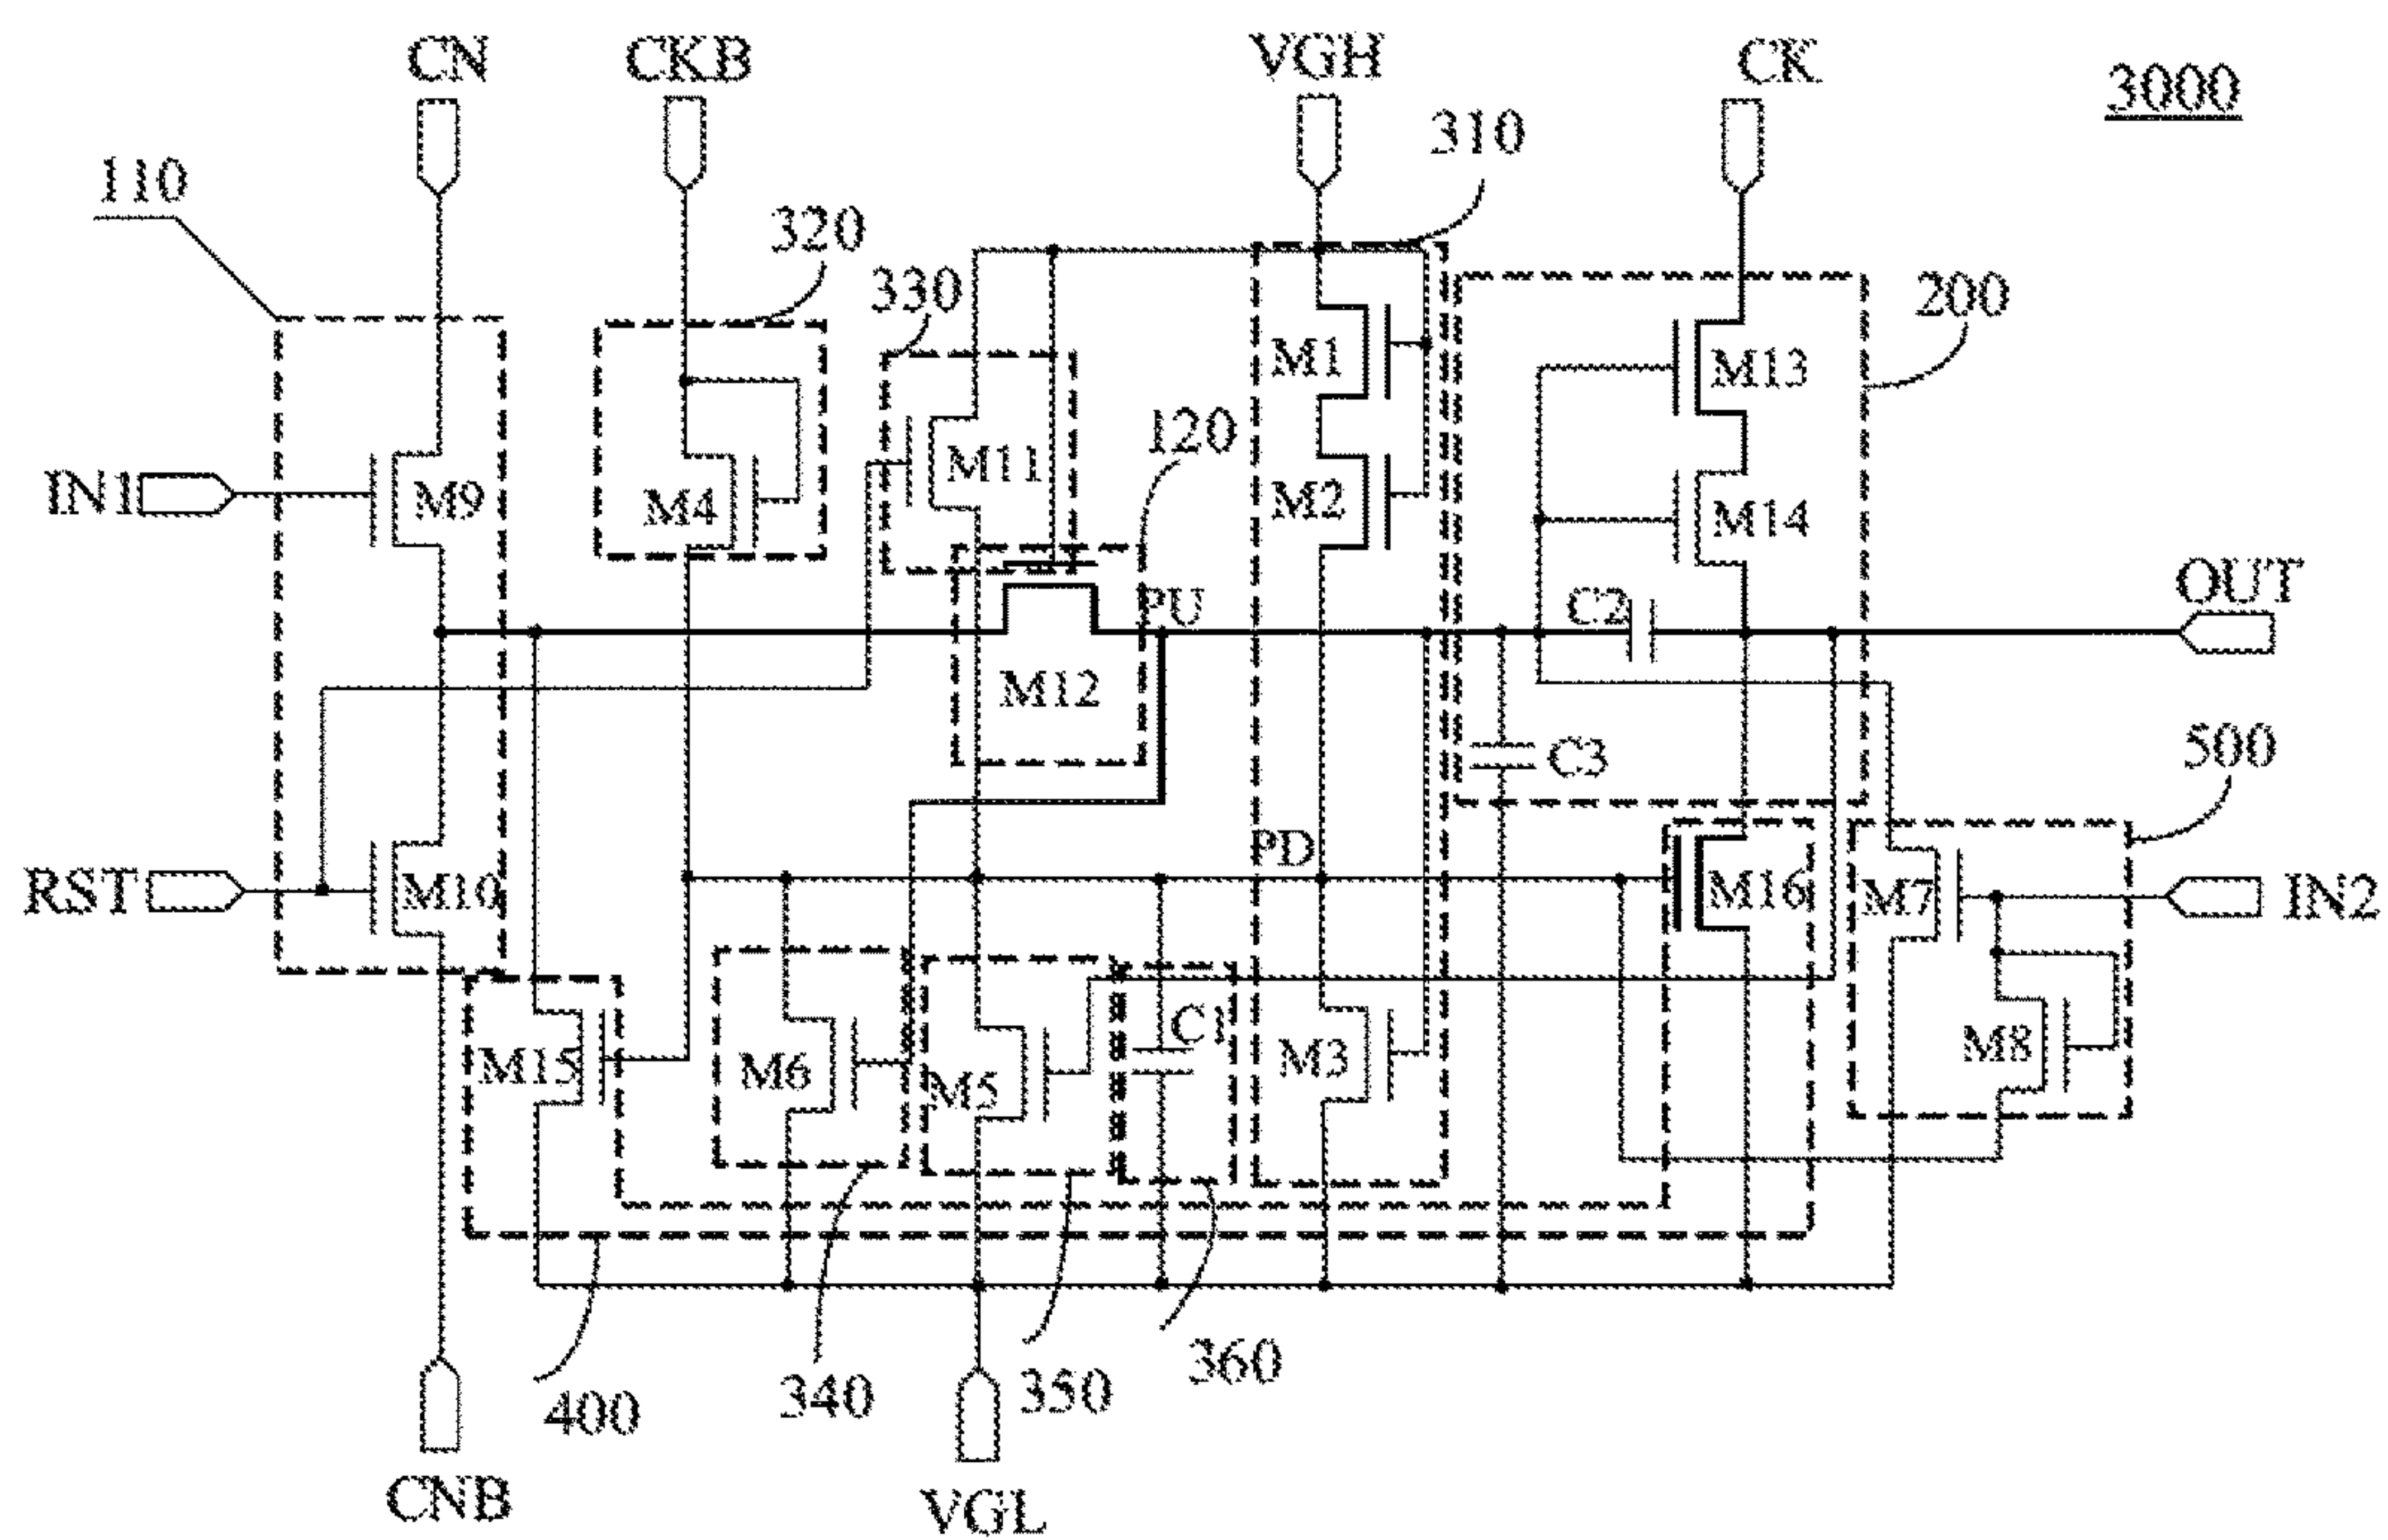 CN
CKB
VGH
CK
3000
310
110
320
330
200
M1
M13
120
IN1
M9
M4
M11
M2
M14
PU
C2
OUT
M12
C3
500
PD
RST
M10
M16
M7
IN2
M15
M6
M5
C1
M3
M8
400
340
350
360
CNB
VGL